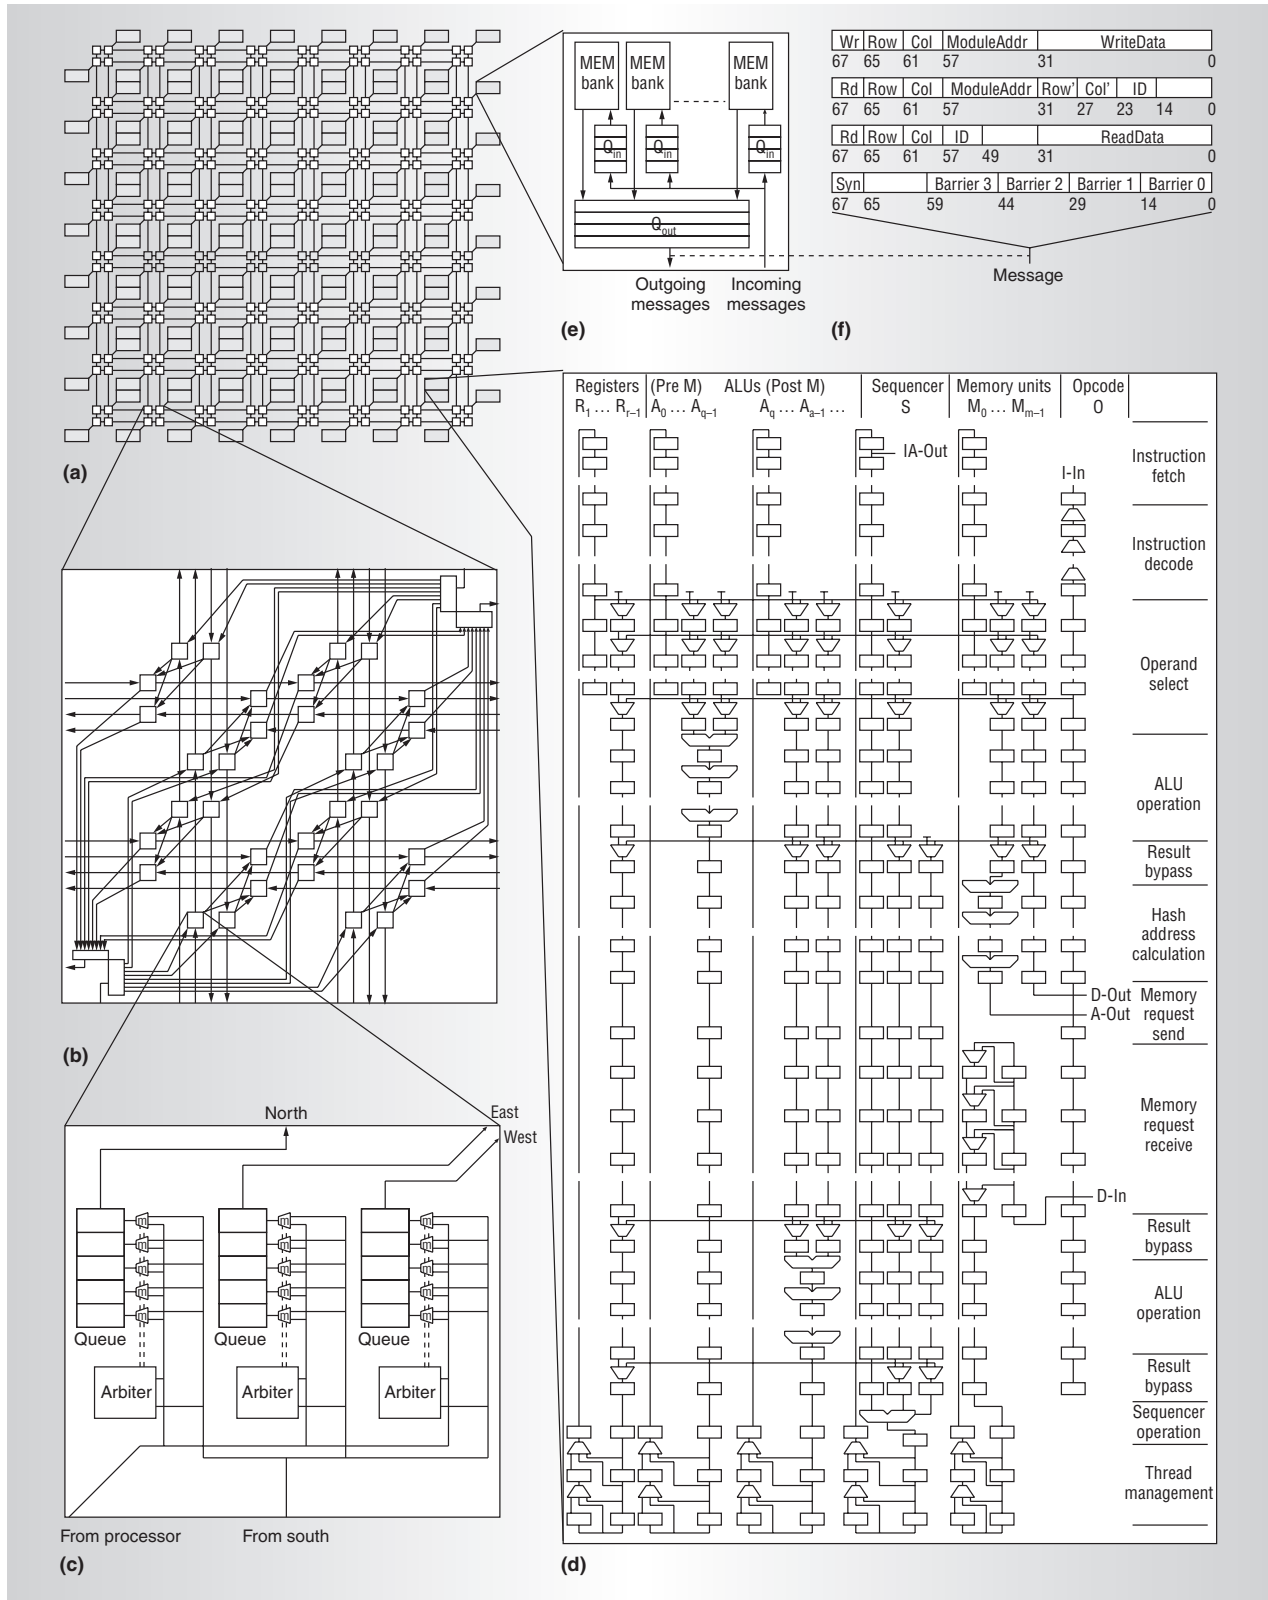 MEM bank
MEM bank
MEM bank
Qin
Qin
Qin
Qout
Outgoing messages
Incoming messages
(e)
Wr Row Col ModuleAddr WriteData
67 65 61 57 31 0
Rd Row Col ModuleAddr Row' Col' ID
67 65 61 57 31 27 23 14 0
Rd Row Col ID ReadData
67 65 61 57 49 31 0
Syn Barrier 3 Barrier 2 Barrier 1 Barrier 0
67 65 59 44 29 14 0
Message
(f)
(a)
(b)
North
East
West
m m m
m m m
m m m
m m m
m m m
Queue Queue Queue
Arbiter Arbiter Arbiter
From processor From south
(c)
Registers (Pre M) ALUs (Post M) Sequencer Memory units Opcode
R1 ... Rr–1 A0 ... Aq–1 Aq ... Aa–1 ... S M0 ... Mm–1 O
IA-Out
I-In
Instruction fetch
Instruction decode
Operand select
ALU operation
Result bypass
Hash address calculation
D-Out
A-Out
Memory request send
Memory request receive
D-In
Result bypass
ALU operation
Result bypass
Sequencer operation
Thread management
(d)